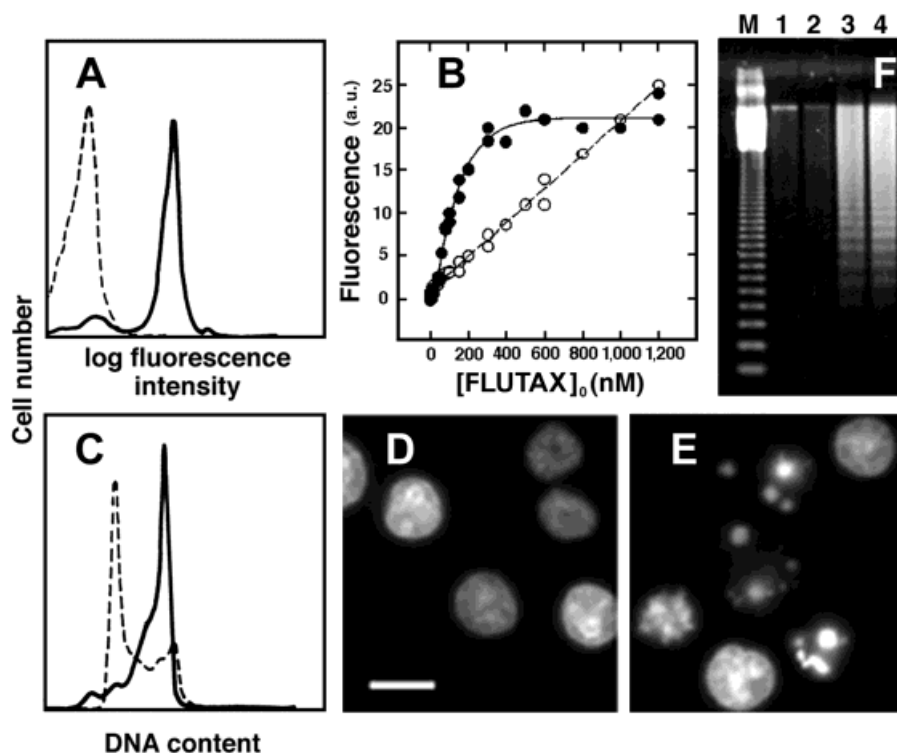 M 1 2 3 4
A
B
F
25
20
15
10
5
0
Fluorescence (a. u.)
0 200 400 600 800 1,000 1,200
[FLUTAX]₀ (nM)
log fluorescence
intensity
Cell number
C
D
E
DNA content